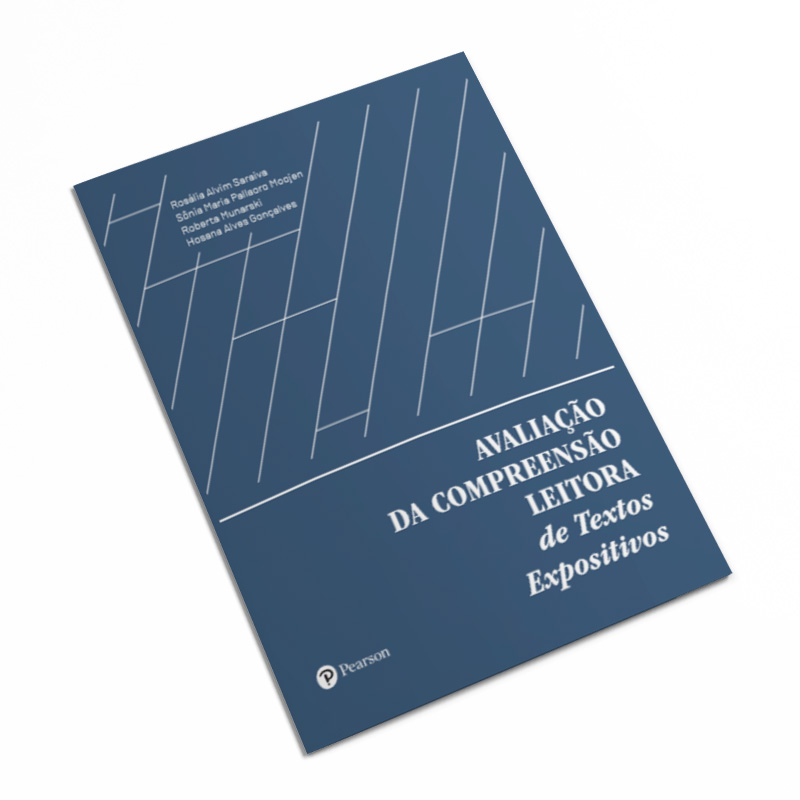 Rosália Alvim Saraiva
Sônia Maria Pallaoro Moojen
Roberta Munarski
Hosana Alves Gonçalves
AVALIAÇÃO
DA COMPREENSÃO
LEITORA
de Textos
Expositivos
Pearson